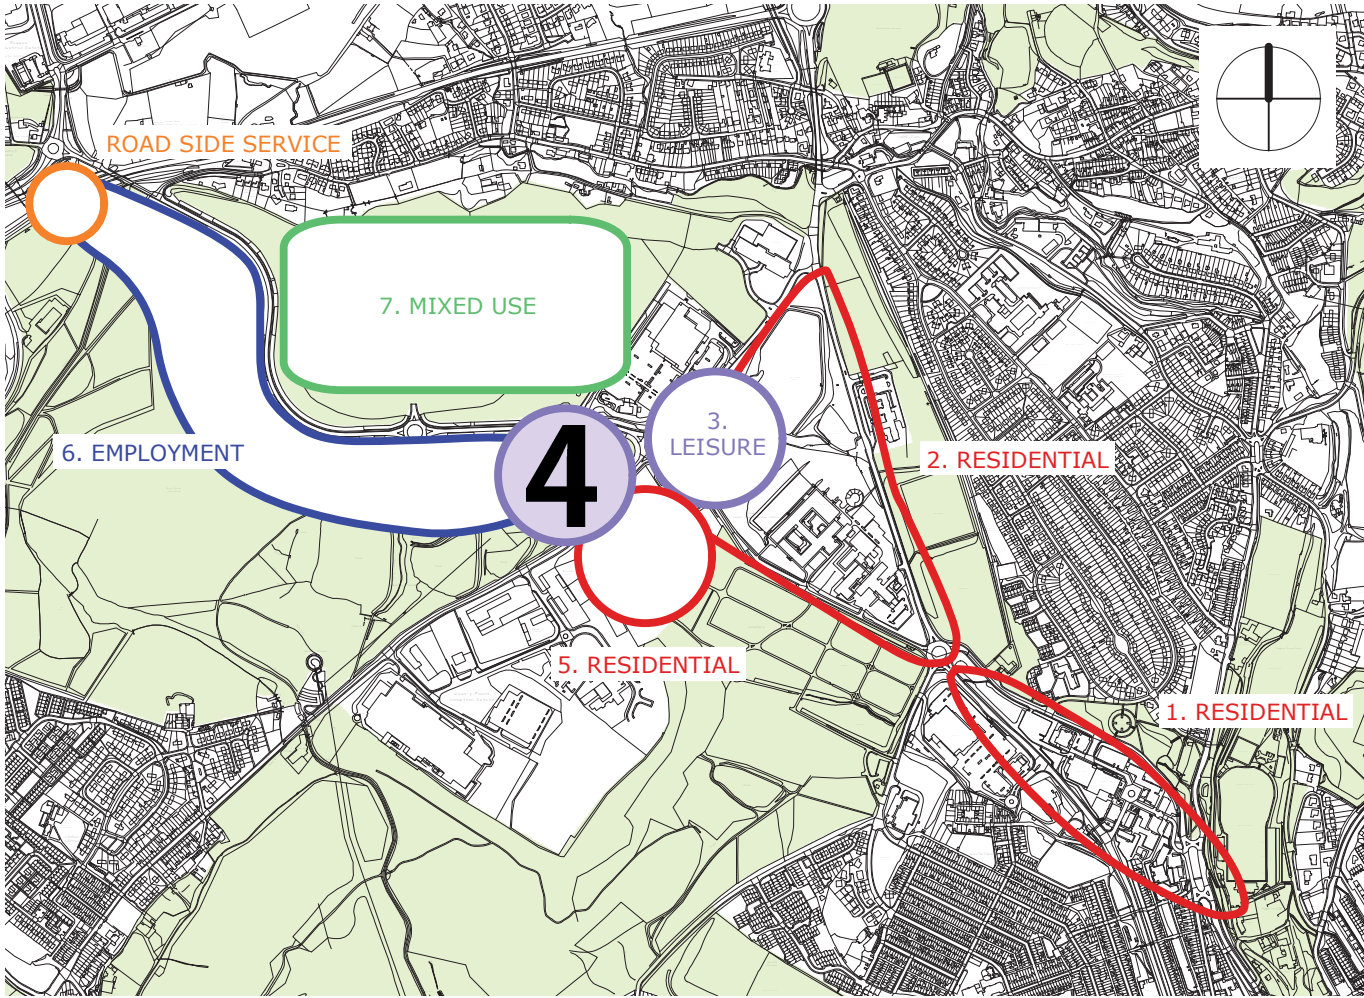 ROAD SIDE SERVICE
7. MIXED USE
3.
LEISURE
6. EMPLOYMENT
4
2. RESIDENTIAL
5. RESIDENTIAL
1. RESIDENTIAL